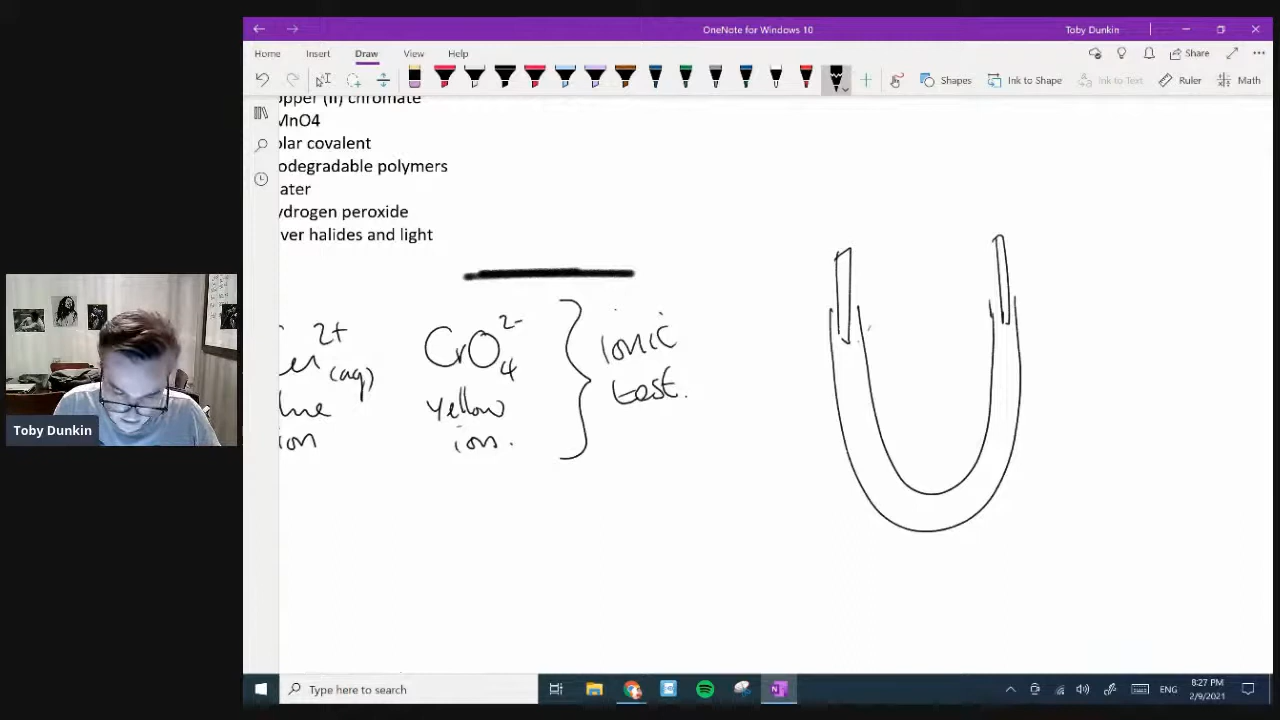 OneNote for Windows 10
Toby Dunkin
Home Insert Draw View Help
Share
Shapes Ink to Shape Ink to Text Ruler Math
opper (II) chromate
MnO4
olar covalent
odegradable polymers
ater
ydrogen peroxide
ver halides and light
2+ CrO4 2- ionic
(aq) test.
lue yellow
ion ion.
Toby Dunkin
Type here to search
ENG
8:27 PM
2/9/2021